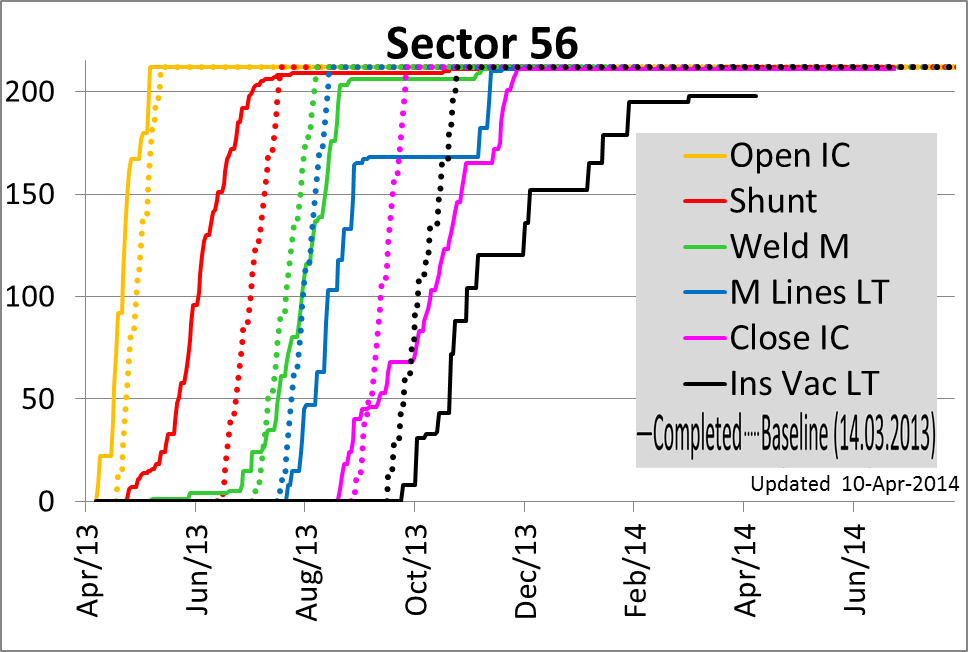 Sector 56
200
150
100
50
0
Apr/13
Jun/13
Aug/13
Oct/13
Dec/13
Feb/14
Apr/14
Jun/14
Open IC
Shunt
Weld M
M Lines LT
Close IC
Ins Vac LT
Completed Baseline (14.03.2013)
Updated 10-Apr-2014